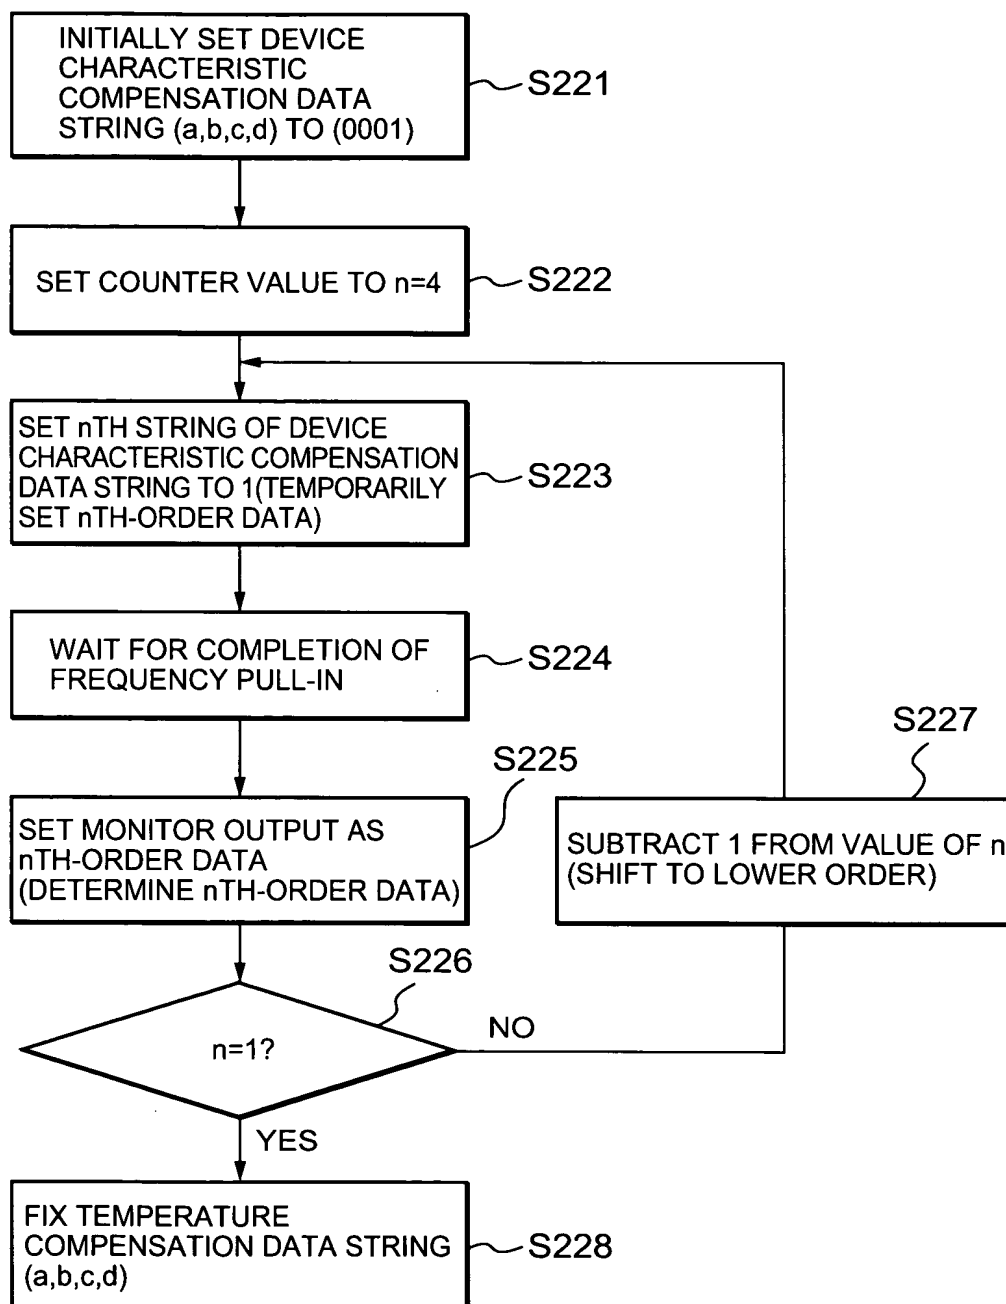 INITIALLY SET DEVICE
CHARACTERISTIC
COMPENSATION DATA
STRING (a,b,c,d) TO (0001)
S221
SET COUNTER VALUE TO n=4
S222
SET nTH STRING OF DEVICE
CHARACTERISTIC COMPENSATION
DATA STRING TO 1(TEMPORARILY
SET nTH-ORDER DATA)
S223
WAIT FOR COMPLETION OF
FREQUENCY PULL-IN
S224
SET MONITOR OUTPUT AS
nTH-ORDER DATA
(DETERMINE nTH-ORDER DATA)
S225
S227
SUBTRACT 1 FROM VALUE OF n
(SHIFT TO LOWER ORDER)
S226
n=1?
NO
YES
FIX TEMPERATURE
COMPENSATION DATA STRING
(a,b,c,d)
S228